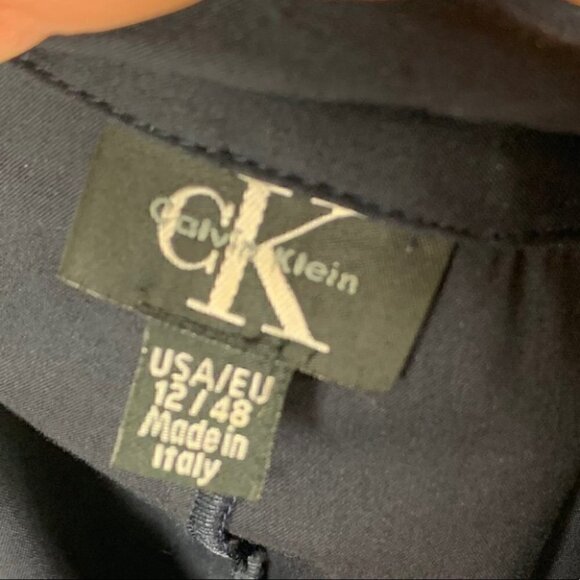 CK
Calvin Klein
USA/EU
12/48
Made in
Italy